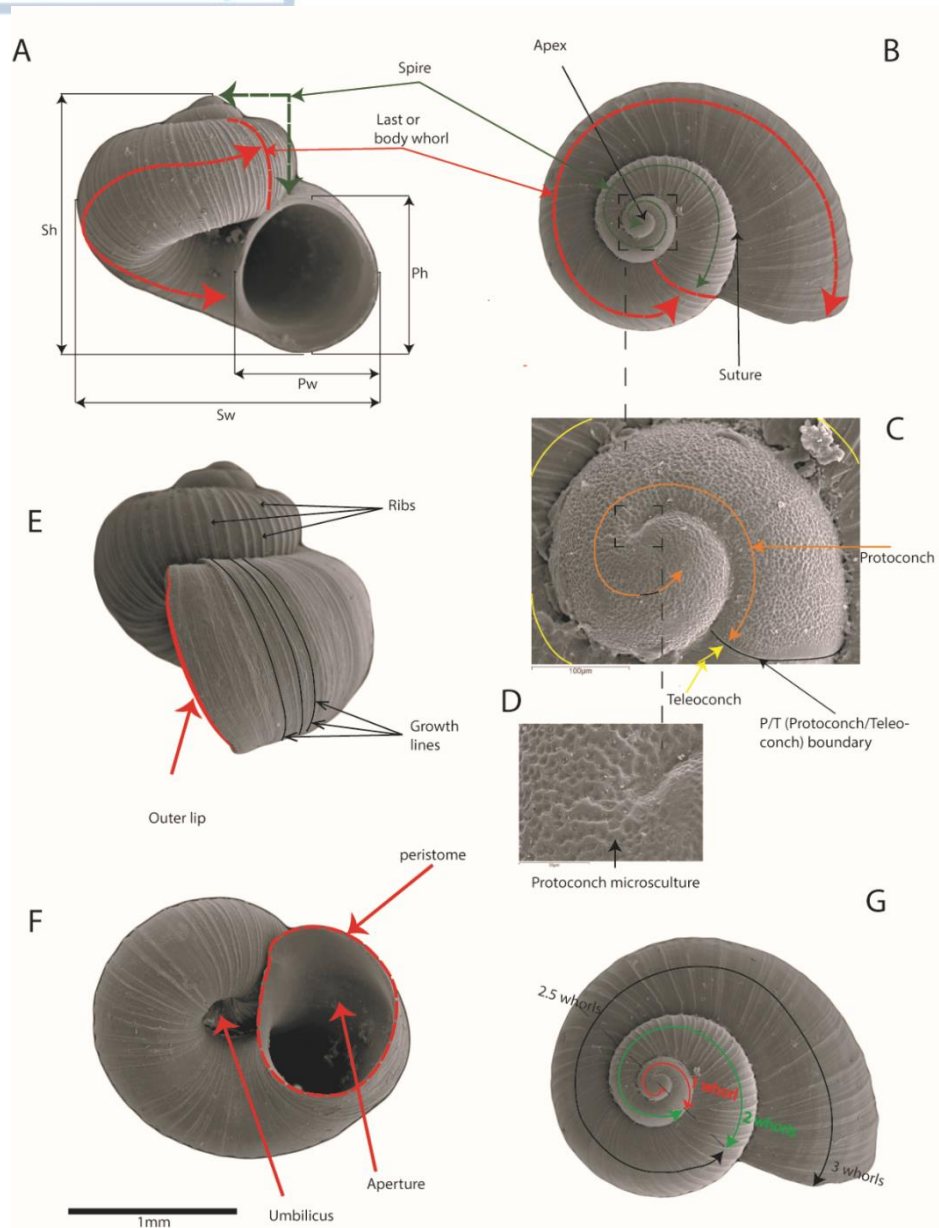 A
Apex
B
Spire
Last or
body whorl
Sh
Ph
Pw
Sw
Suture
C
E
Ribs
Protoconch
100µm
Teleoconch
D
P/T (Protoconch/Teleo-
conch) boundary
Growth
lines
Outer lip
Protoconch microsculture
peristome
F
G
2.5 whorls
1 whorl
2 whorls
3 whorls
Aperture
Umbilicus
1mm